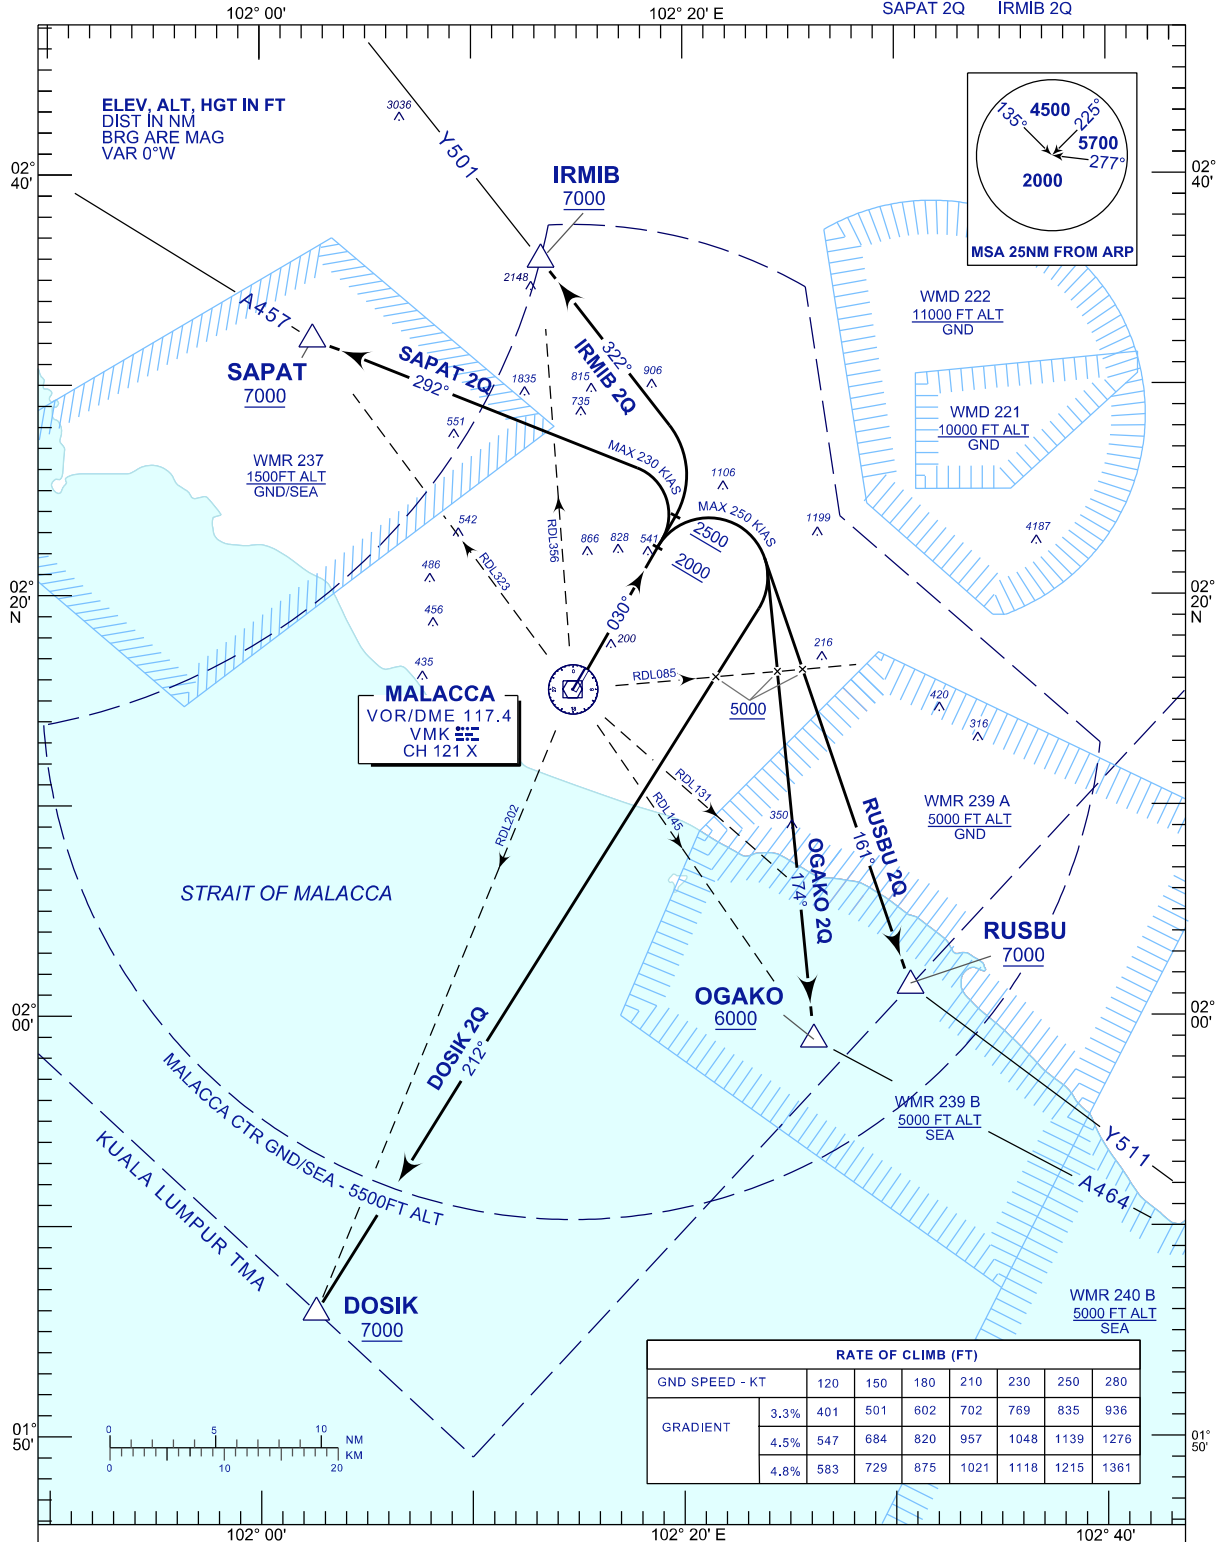 SAPAT 2Q IRMIB 2Q
102° 00'
102° 20' E
ELEV, ALT, HGT IN FT
DIST IN NM
BRG ARE MAG
VAR 0°W
3036
Y501
IRMIB
7000
135°
4500
225°
5700
277°
2000
MSA 25NM FROM ARP
02°
40'
02°
40'
2148
A457
SAPAT
7000
SAPAT 2Q
292°
322°
IRMIB 2Q
1835
815
735
906
551
WMD 222
11000 FT ALT
GND
WMD 221
10000 FT ALT
GND
WMR 237
1500FT ALT
GND/SEA
MAX 230 KIAS
MAX 250 KIAS
1106
1199
4187
542
RDL323
RDL356
866
828
541
2500
2000
486
456
435
02°
20'
N
02°
20'
N
030°
200
216
RDL085
5000
MALACCA
VOR/DME 117.4
VMK
CH 121 X
420
316
RDL202
RDL131
RDL145
350
WMR 239 A
5000 FT ALT
GND
STRAIT OF MALACCA
RUSBU 2Q
161°
OGAKO 2Q
174°
RUSBU
7000
OGAKO
6000
02°
00'
02°
00'
DOSIK 2Q
212°
MALACCA CTR GND/SEA - 5500FT ALT
KUALA LUMPUR TMA
WMR 239 B
5000 FT ALT
SEA
Y511
A464
DOSIK
7000
WMR 240 B
5000 FT ALT
SEA
RATE OF CLIMB (FT)
GND SPEED - KT 120 150 180 210 230 250 280
GRADIENT
3.3% 401 501 602 702 769 835 936
4.5% 547 684 820 957 1048 1139 1276
4.8% 583 729 875 1021 1118 1215 1361
01°
50'
01°
50'
0 5 10 NM
0 10 20 KM
102° 00'
102° 20' E
102° 40'